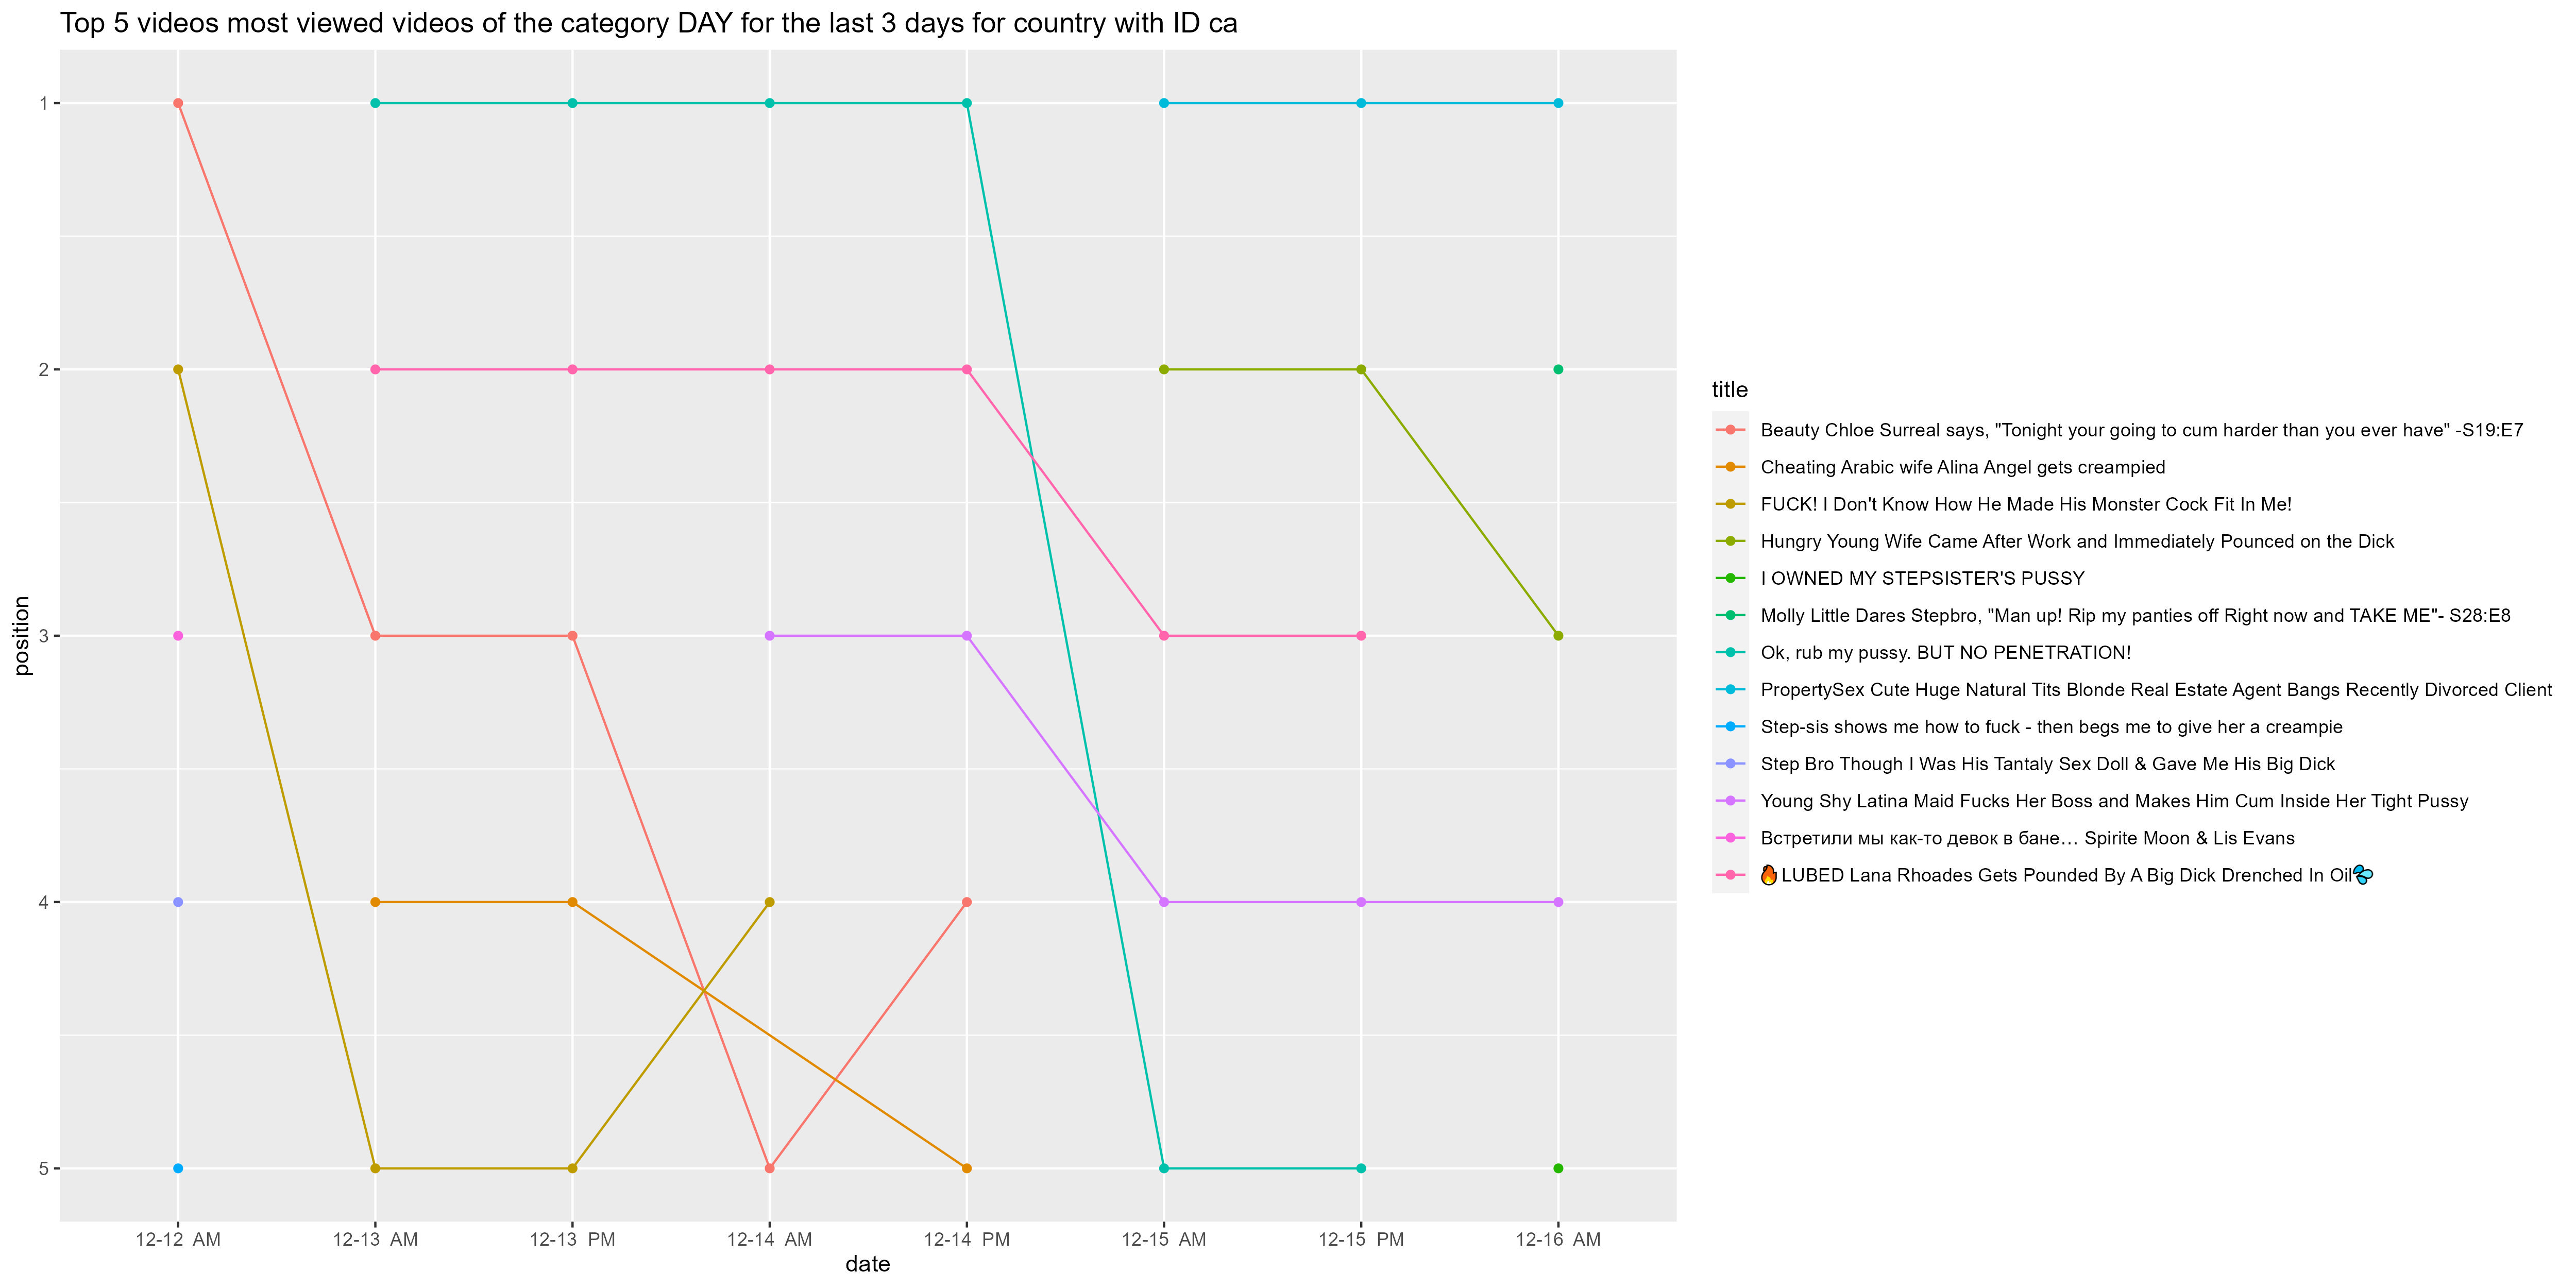 Top 5 videos most viewed videos of the category DAY for the last 3 days for country with ID ca
position
1
2
3
4
5
12-12 AM
12-13 AM
12-13 PM
12-14 AM
12-14 PM
12-15 AM
12-15 PM
12-16 AM
date
title
Beauty Chloe Surreal says, "Tonight your going to cum harder than you ever have" -S19:E7
Cheating Arabic wife Alina Angel gets creampied
FUCK! I Don't Know How He Made His Monster Cock Fit In Me!
Hungry Young Wife Came After Work and Immediately Pounced on the Dick
I OWNED MY STEPSISTER'S PUSSY
Molly Little Dares Stepbro, "Man up! Rip my panties off Right now and TAKE ME"- S28:E8
Ok, rub my pussy. BUT NO PENETRATION!
PropertySex Cute Huge Natural Tits Blonde Real Estate Agent Bangs Recently Divorced Client
Step-sis shows me how to fuck - then begs me to give her a creampie
Step Bro Though I Was His Tantaly Sex Doll & Gave Me His Big Dick
Young Shy Latina Maid Fucks Her Boss and Makes Him Cum Inside Her Tight Pussy
Встретили мы как-то девок в бане… Spirite Moon & Lis Evans
🔥LUBED Lana Rhoades Gets Pounded By A Big Dick Drenched In Oil💦